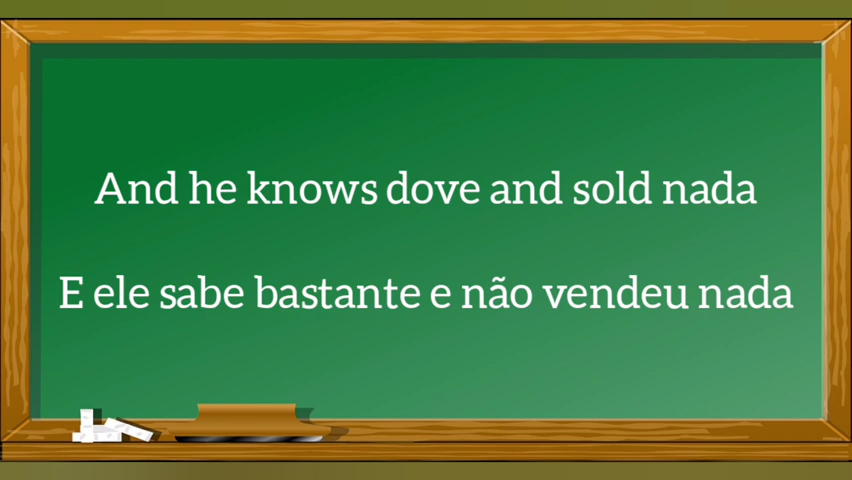 And he knows dove and sold nada
E ele sabe bastante e não vendeu nada